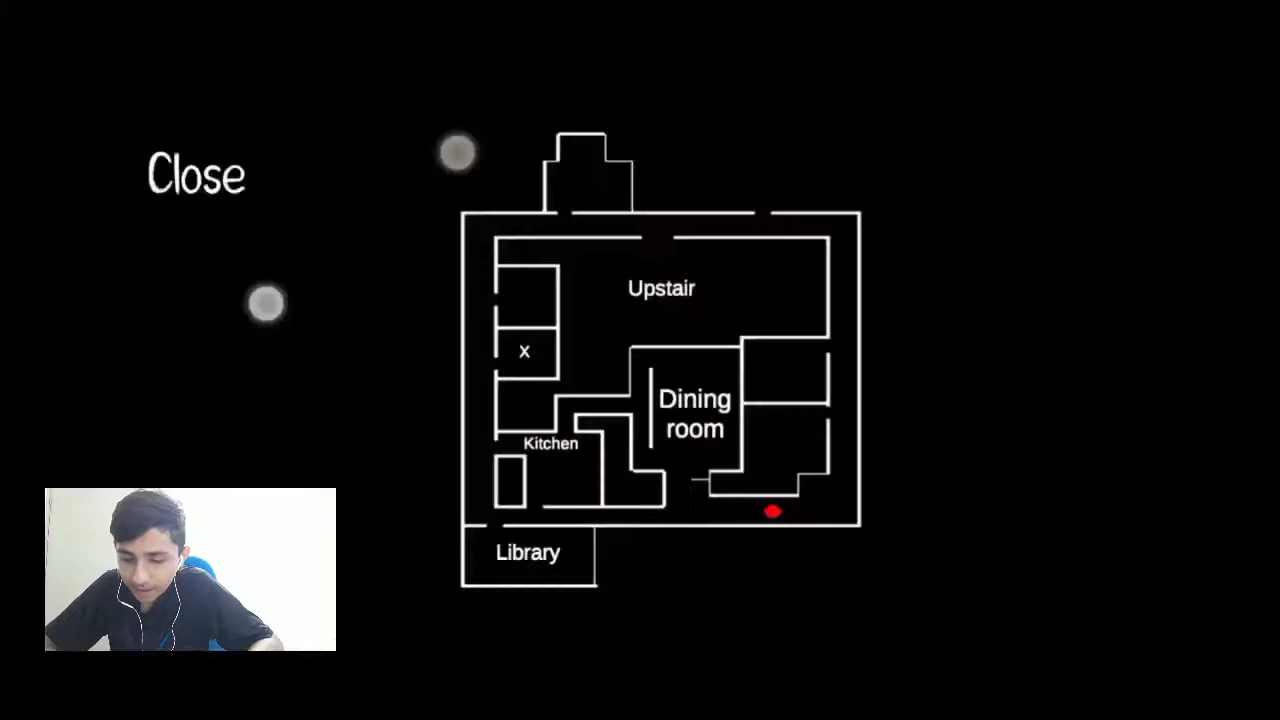 Close
Upstair
x
Dining
room
Kitchen
Library